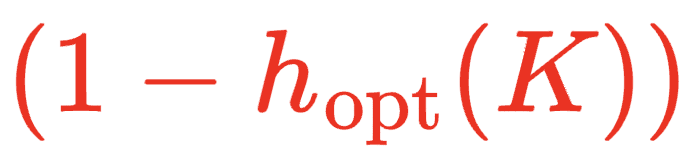 (1 − h_opt(K))